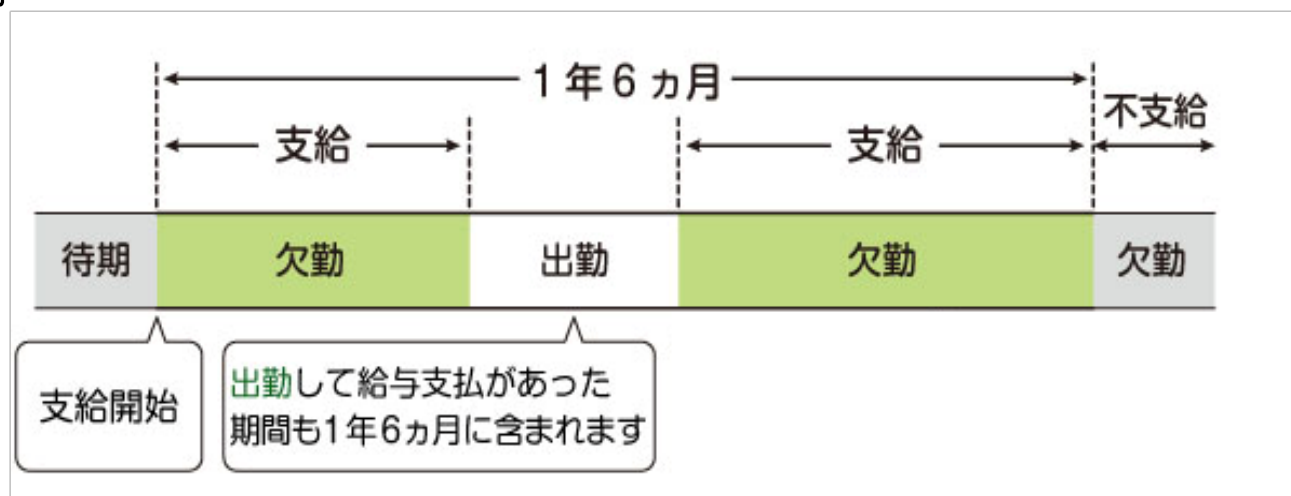 1年6ヵ月
不支給
支給
支給
待期
欠勤
出勤
欠勤
欠勤
支給開始
出勤して給与支払があった
期間も1年6ヵ月に含まれます